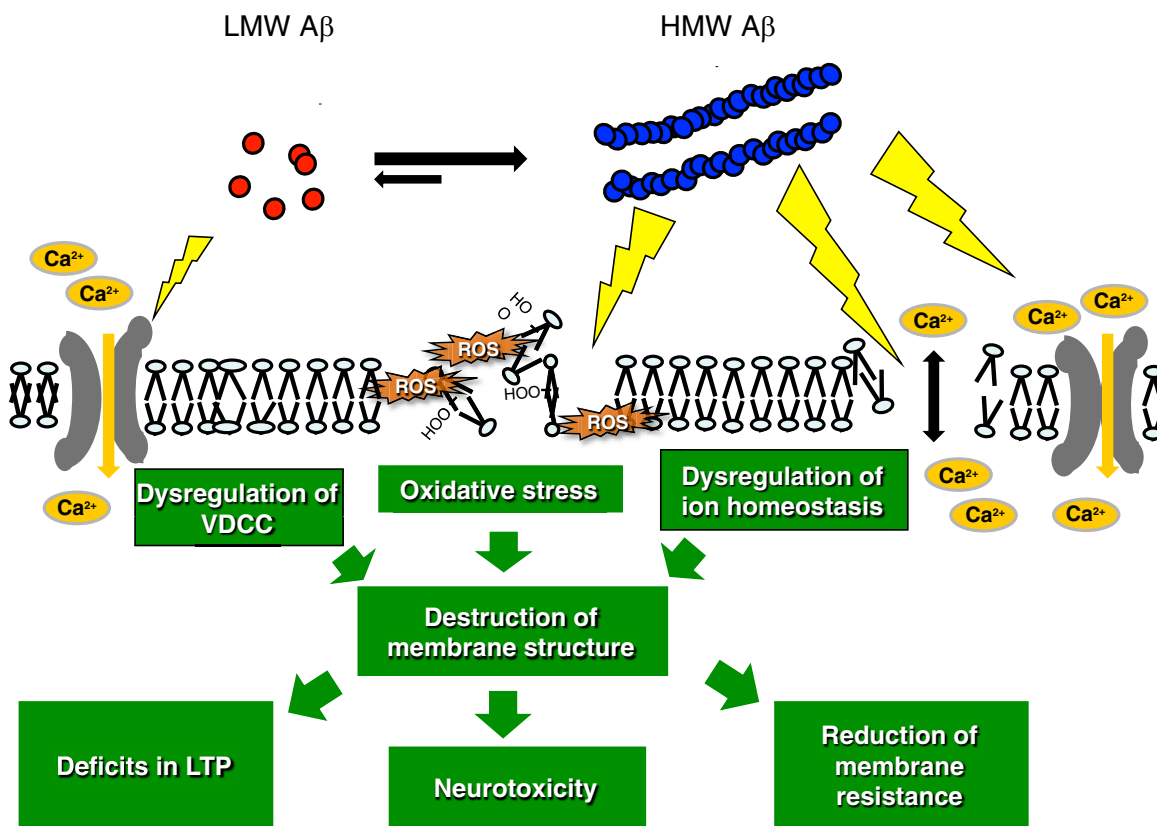 LMW Aβ
HMW Aβ
Ca²⁺
Ca²⁺
Ca²⁺
Ca²⁺
Ca²⁺
HO
O
ROS
ROS
HOO
HOO
ROS
Ca²⁺
Ca²⁺
Ca²⁺
Ca²⁺
Dysregulation of
VDCC
Oxidative stress
Dysregulation of
ion homeostasis
Destruction of
membrane structure
Deficits in LTP
Neurotoxicity
Reduction of
membrane
resistance